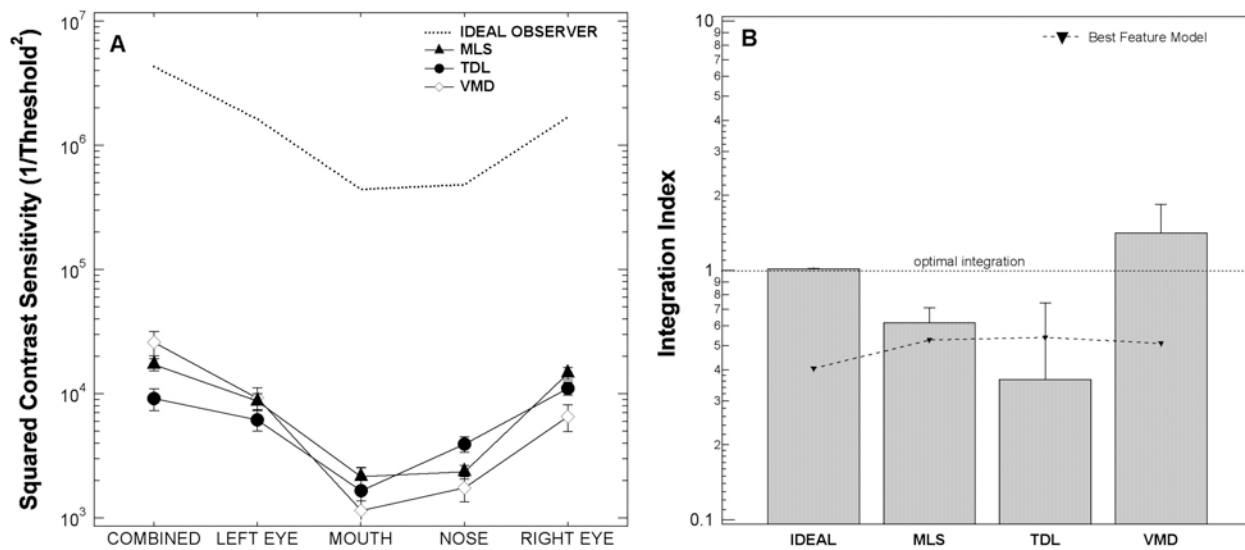 A
IDEAL OBSERVER
MLS
TDL
VMD
Squared Contrast Sensitivity (1/Threshold²)
10⁷
10⁶
10⁵
10⁴
10³
COMBINED LEFT EYE MOUTH NOSE RIGHT EYE
B
Best Feature Model
Integration Index
10
9
8
7
6
5
4
3
2
optimal integration
1
9
8
7
6
5
4
3
2
0.1
IDEAL MLS TDL VMD